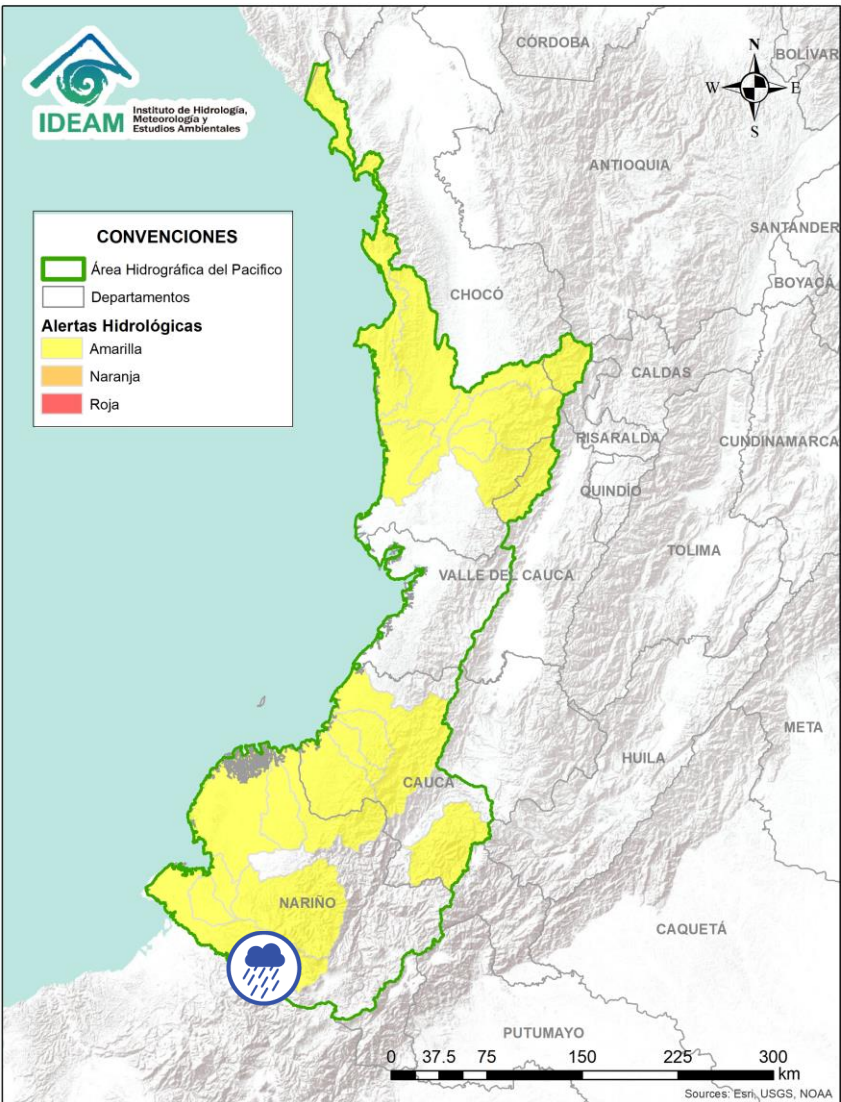 CÓRDOBA
N
BOLÍVAR
W
E
S
IDEAM
Instituto de Hidrología,
Meteorología y
Estudios Ambientales
ANTIOQUIA
SANTANDER
CONVENCIONES
Área Hidrográfica del Pacifico
Departamentos
Alertas Hidrológicas
Amarilla
Naranja
Roja
BOYACÁ
CHOCÓ
CALDAS
RISARALDA
CUNDINAMARCA
QUINDÍO
TOLIMA
VALLE DEL CAUCA
META
HUILA
CAUCA
NARIÑO
CAQUETÁ
PUTUMAYO
0 37.5 75 150 225 300
km
Sources: Esri, USGS, NOAA